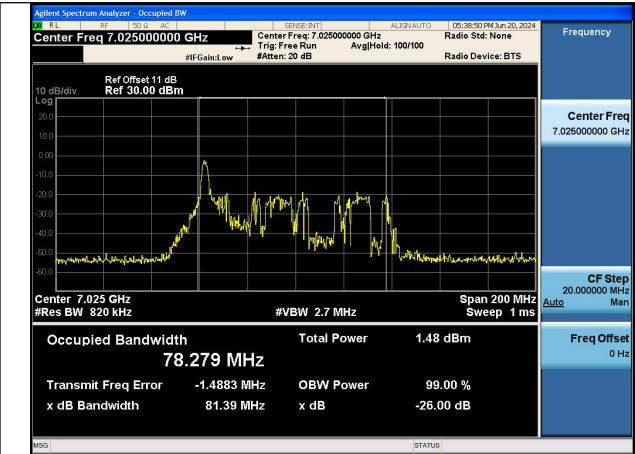 Agilent Spectrum Analyzer - Occupied BW
RL RF 50 Ω AC SENSE:INT ALIGN AUTO 05:38:50 PM Jun 20, 2024
Center Freq 7.025000000 GHz Center Freq: 7.025000000 GHz Radio Std: None Frequency
Trig: Free Run Avg|Hold: 100/100
#IFGain:Low #Atten: 20 dB Radio Device: BTS
Ref Offset 11 dB
10 dB/div Ref 30.00 dBm
Log
20.0
10.0
0.00
-10.0
-20.0
-30.0
-40.0
-50.0
-60.0
Center Freq
7.025000000 GHz
Center 7.025 GHz Span 200 MHz
#Res BW 820 kHz #VBW 2.7 MHz Sweep 1 ms
CF Step
20.000000 MHz
Auto Man
Occupied Bandwidth Total Power 1.48 dBm
78.279 MHz
Transmit Freq Error -1.4883 MHz OBW Power 99.00 %
x dB Bandwidth 81.39 MHz x dB -26.00 dB
Freq Offset
0 Hz
MSG STATUS